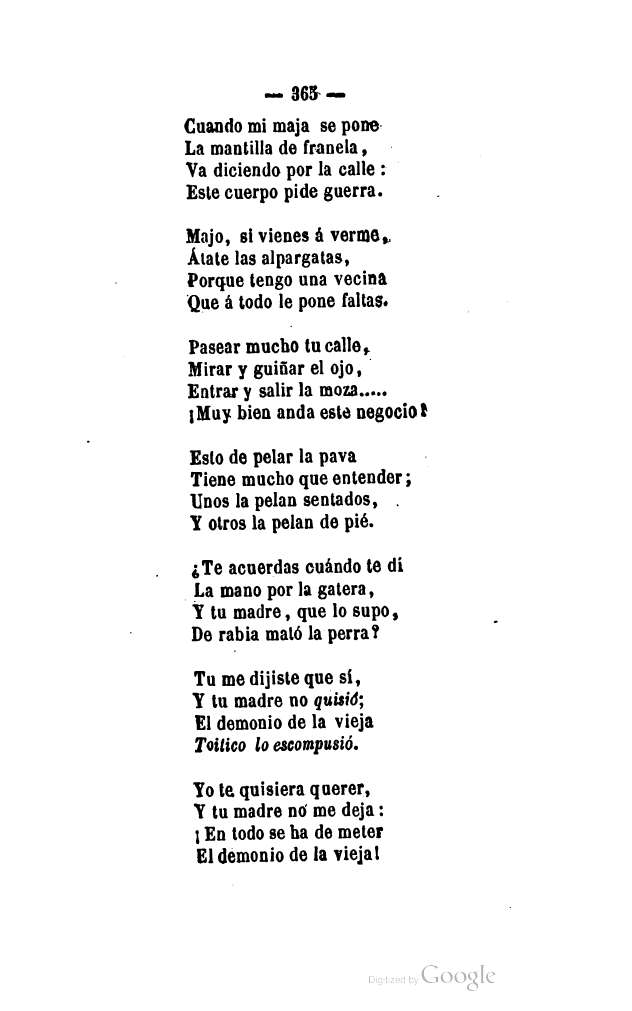 — 365 —
Cuando mi maja se pone
La mantilla de franela,
Va diciendo por la calle:
Este cuerpo pide guerra.
Majo, si vienes á verme,
Átate las alpargatas,
Porque tengo una vecina
Que á todo le pone faltas.
Pasear mucho tu calle,
Mirar y guiñar el ojo,
Entrar y salir la moza.....
¡Muy bien anda este negocio!
Esto de pelar la pava
Tiene mucho que entender;
Unos la pelan sentados,
Y otros la pelan de pié.
¿Te acuerdas cuándo te dí
La mano por la gatera,
Y tu madre, que lo supo,
De rabia mató la perra?
Tu me dijiste que sí,
Y tu madre no quisió;
El demonio de la vieja
Toitico lo escompusió.
Yo te quisiera querer,
Y tu madre no me deja:
¡En todo se ha de meter
El demonio de la vieja!
Digitized by Google